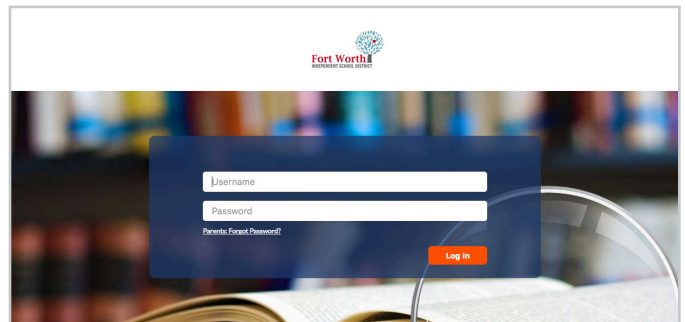 Fort Worth
INDEPENDENT SCHOOL DISTRICT
Username
Password
Parents: Forgot Password?
Log In